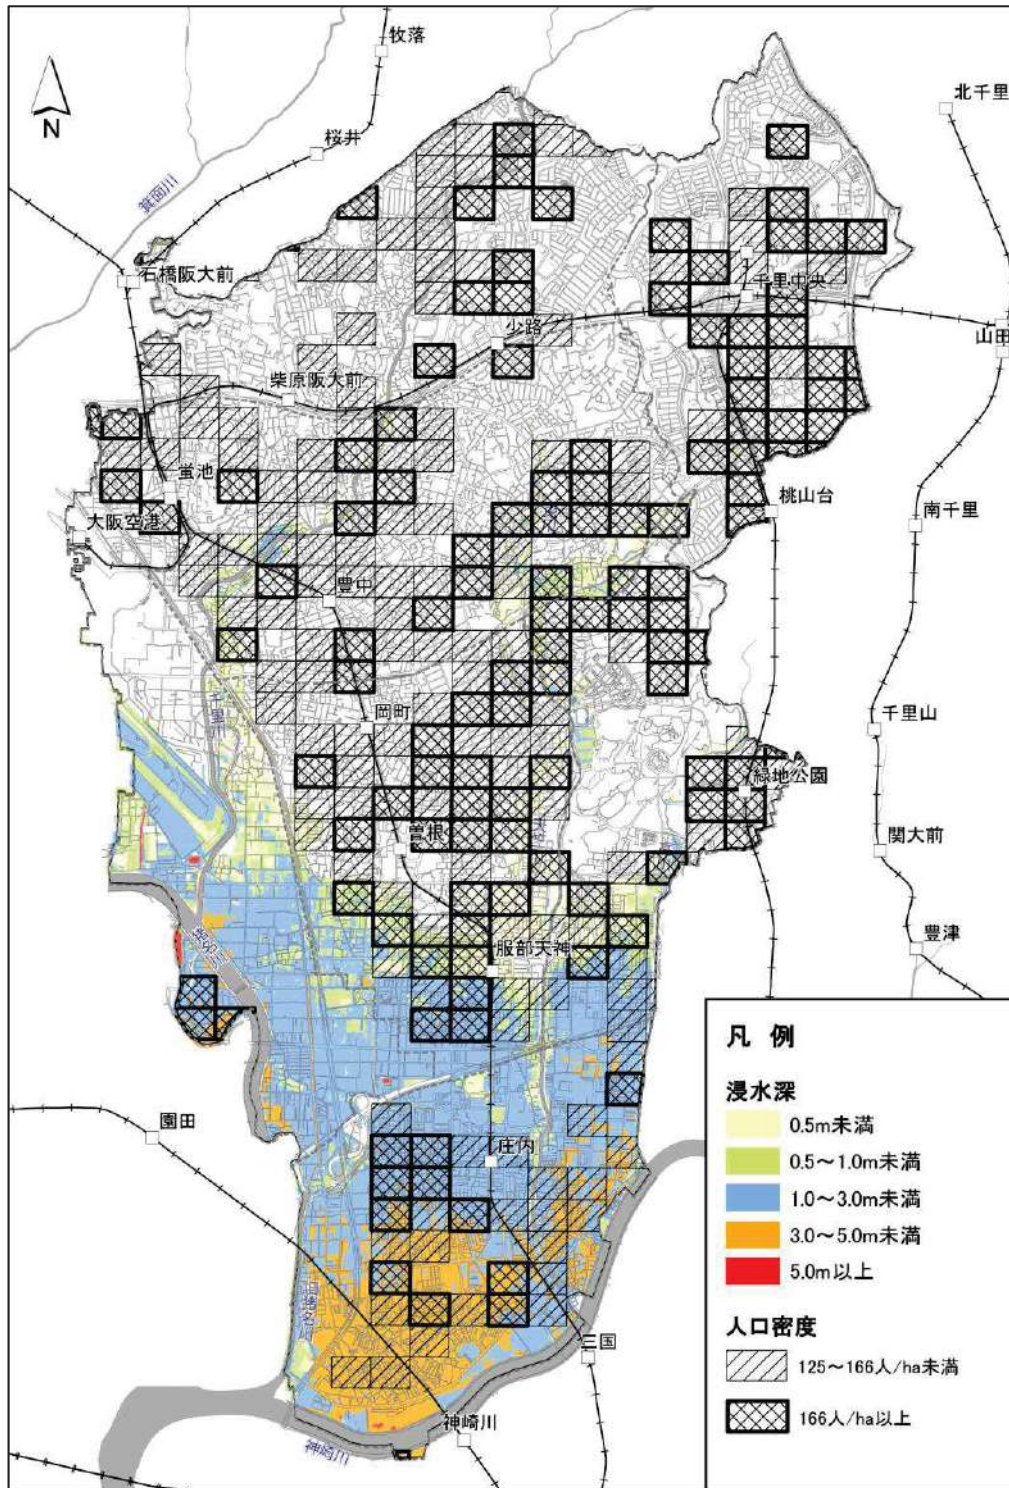 牧落
北千里
N
桜井
箕面川
石橋阪大前
千里中央
少路
山田
柴原阪大前
蛍池
桃山台
大阪空港
南千里
豊中
千里川
岡町
千里山
緑地公園
曽根
関大前
服部天神
豊津
猪名川
園田
庄内
旧猪名川
三国
神崎川
神崎川
凡 例
浸水深
0.5m未満
0.5～1.0m未満
1.0～3.0m未満
3.0～5.0m未満
5.0m以上
人口密度
125～166人/ha未満
166人/ha以上